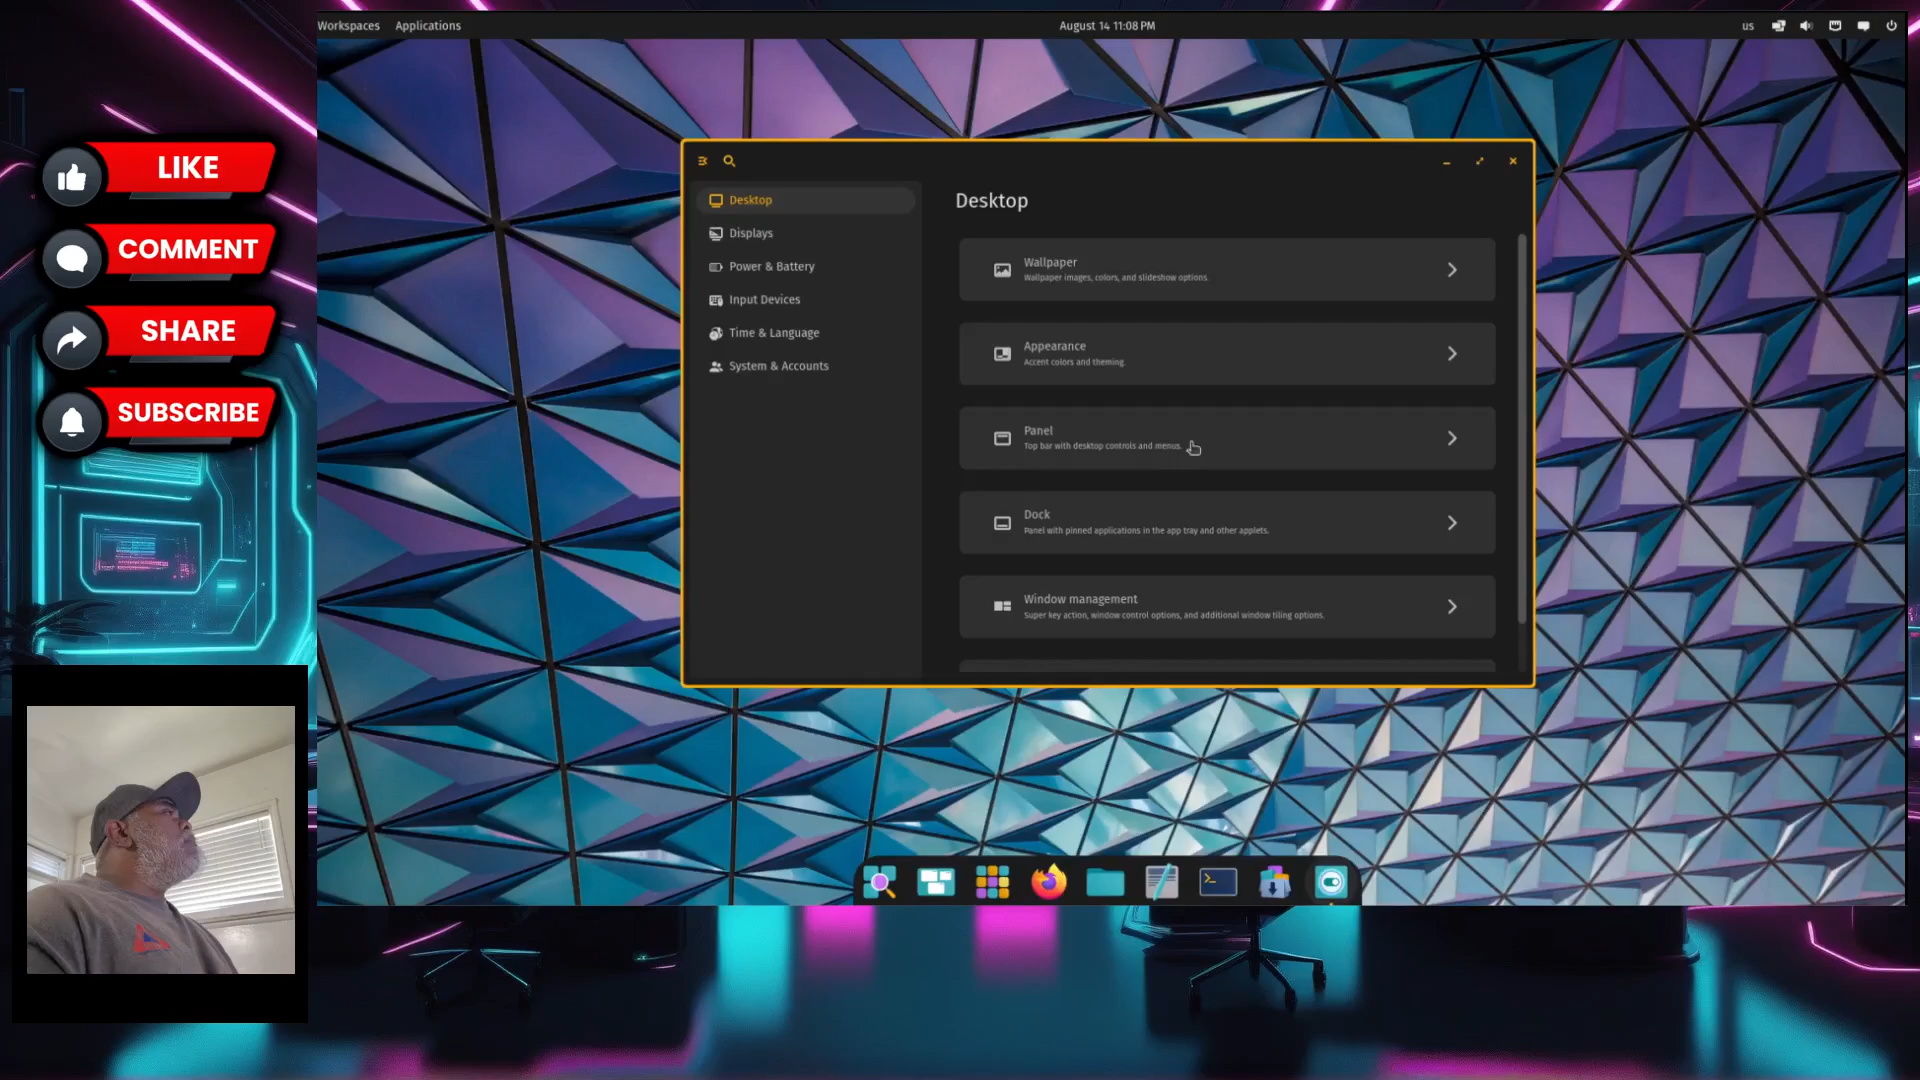 Workspaces Applications August 14 11:08 PM us
LIKE
COMMENT
SHARE
SUBSCRIBE
Desktop
Displays
Power & Battery
Input Devices
Time & Language
System & Accounts
Desktop
Wallpaper
Wallpaper images, colors, and slideshow options.
Appearance
Accent colors and theming.
Panel
Top bar with desktop controls and menus.
Dock
Panel with pinned applications in the app tray and other applets.
Window management
Super key action, window control options, and additional window tiling options.